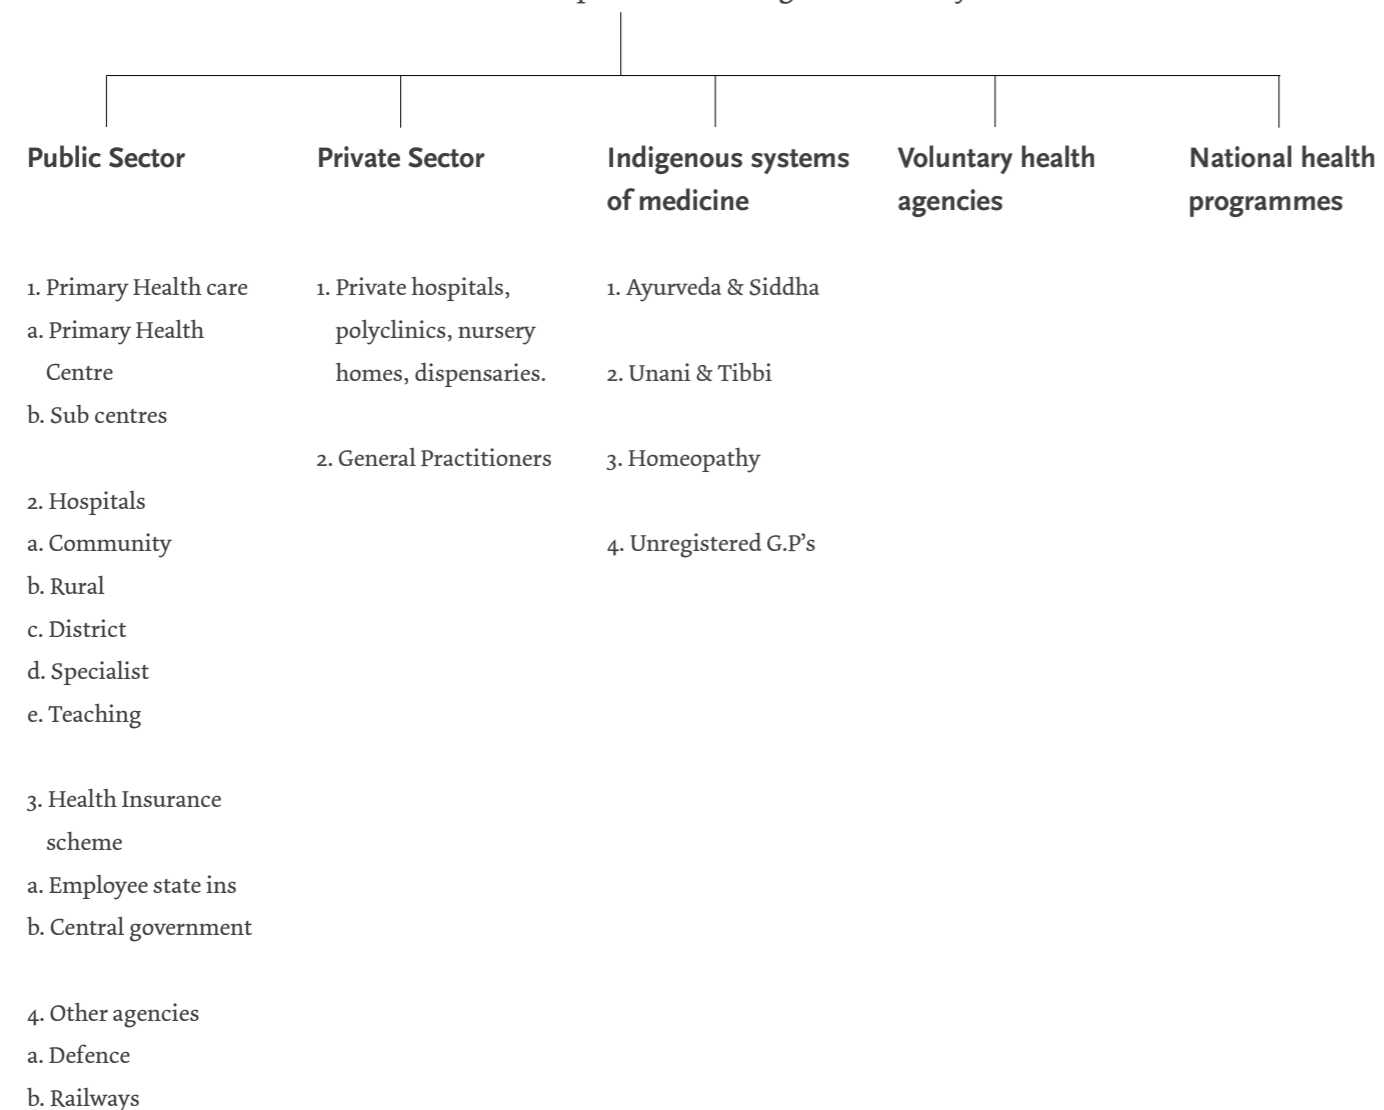 Public Sector
Private Sector
Indigenous systems
of medicine
Voluntary health
agencies
National health
programmes
1. Primary Health care
a. Primary Health
Centre
b. Sub centres
2. Hospitals
a. Community
b. Rural
c. District
d. Specialist
e. Teaching
3. Health Insurance
scheme
a. Employee state ins
b. Central government
4. Other agencies
a. Defence
b. Railways
1. Private hospitals,
polyclinics, nursery
homes, dispensaries.
2. General Practitioners
1. Ayurveda & Siddha
2. Unani & Tibbi
3. Homeopathy
4. Unregistered G.P's